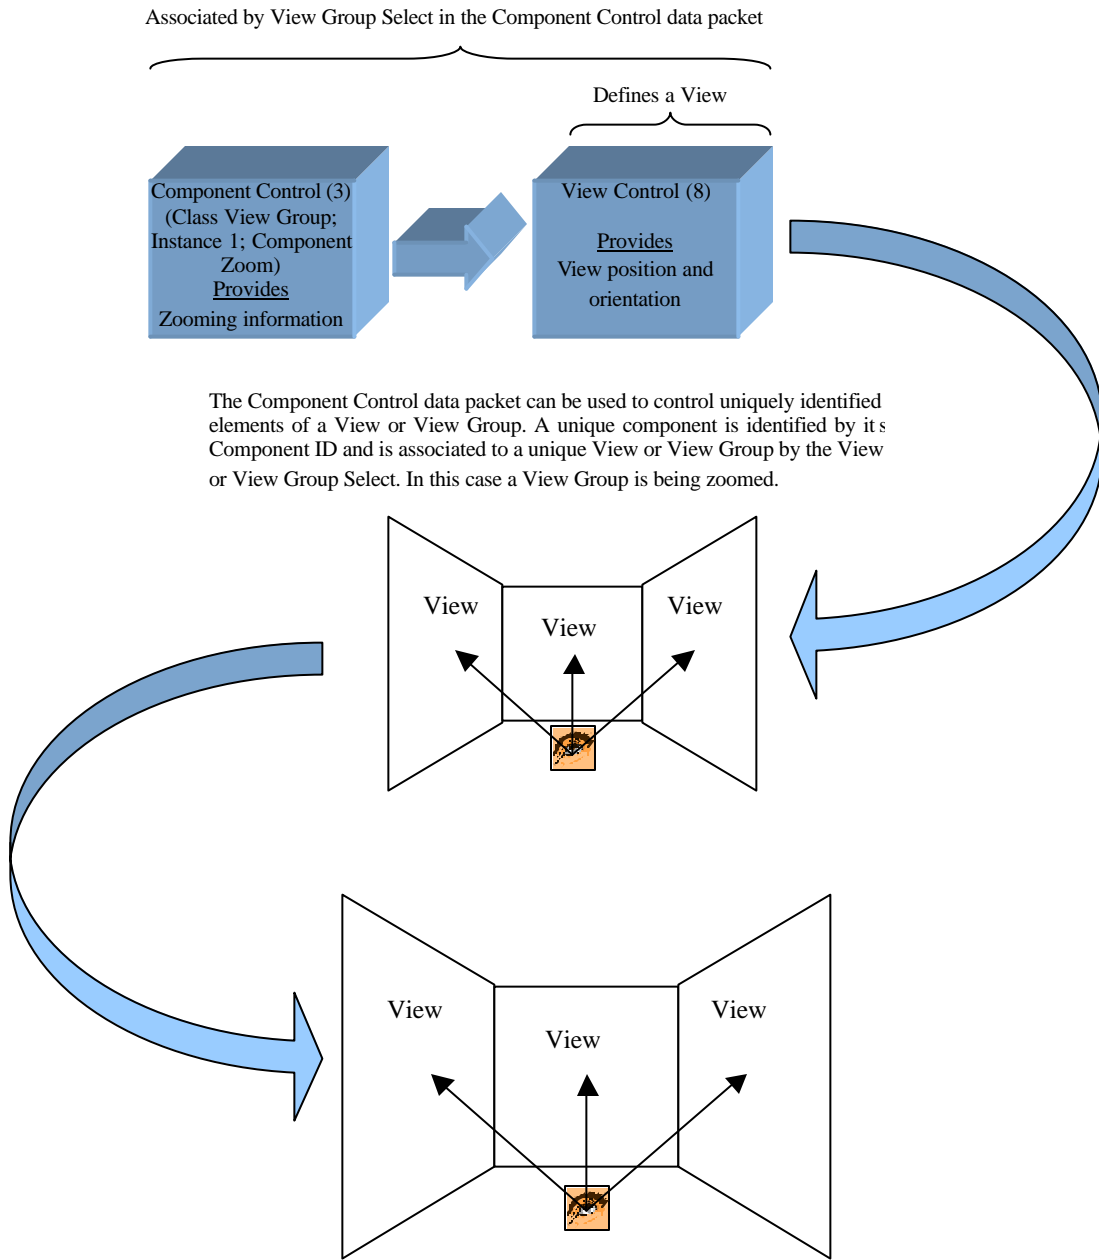 Associated by View Group Select in the Component Control data packet
Defines a View
Component Control (3)
(Class View Group;
Instance 1; Component
Zoom)
Provides
Zooming information
View Control (8)
Provides
View position and
orientation
The Component Control data packet can be used to control uniquely identified
elements of a View or View Group. A unique component is identified by its
Component ID and is associated to a unique View or View Group by the View
or View Group Select. In this case a View Group is being zoomed.
View
View
View
View
View
View